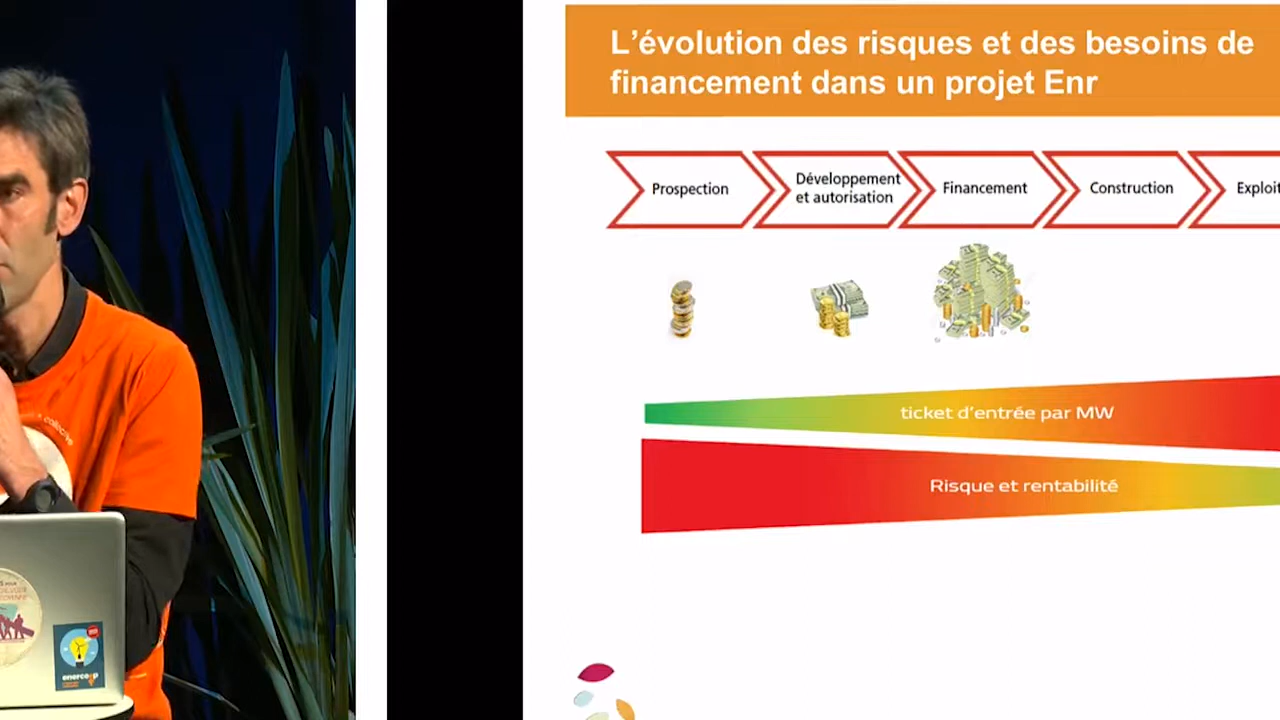 L'évolution des risques et des besoins de
financement dans un projet Enr
Prospection
Développement
et autorisation
Financement
Construction
Exploit
ticket d'entrée par MW
Risque et rentabilité
enercoop